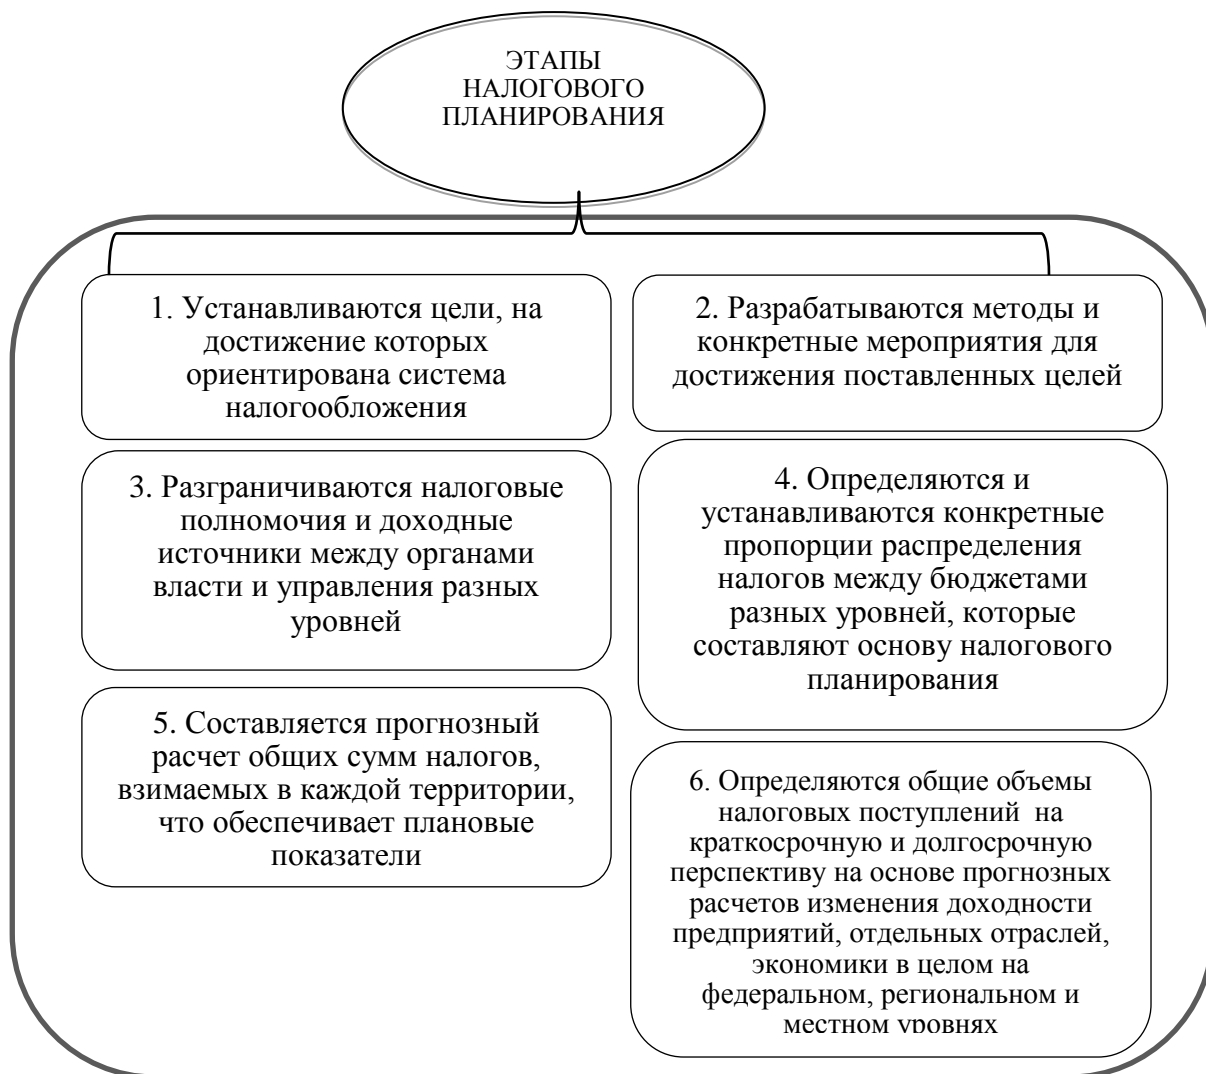 ЭТАПЫ
НАЛОГОВОГО
ПЛАНИРОВАНИЯ
1. Устанавливаются цели, на
достижение которых
ориентирована система
налогообложения
2. Разрабатываются методы и
конкретные мероприятия для
достижения поставленных целей
3. Разграничиваются налоговые
полномочия и доходные
источники между органами
власти и управления разных
уровней
4. Определяются и
устанавливаются конкретные
пропорции распределения
налогов между бюджетами
разных уровней, которые
составляют основу налогового
планирования
5. Составляется прогнозный
расчет общих сумм налогов,
взимаемых в каждой территории,
что обеспечивает плановые
показатели
6. Определяются общие объемы
налоговых поступлений на
краткосрочную и долгосрочную
перспективу на основе прогнозных
расчетов изменения доходности
предприятий, отдельных отраслей,
экономики в целом на
федеральном, региональном и
местном уровнях